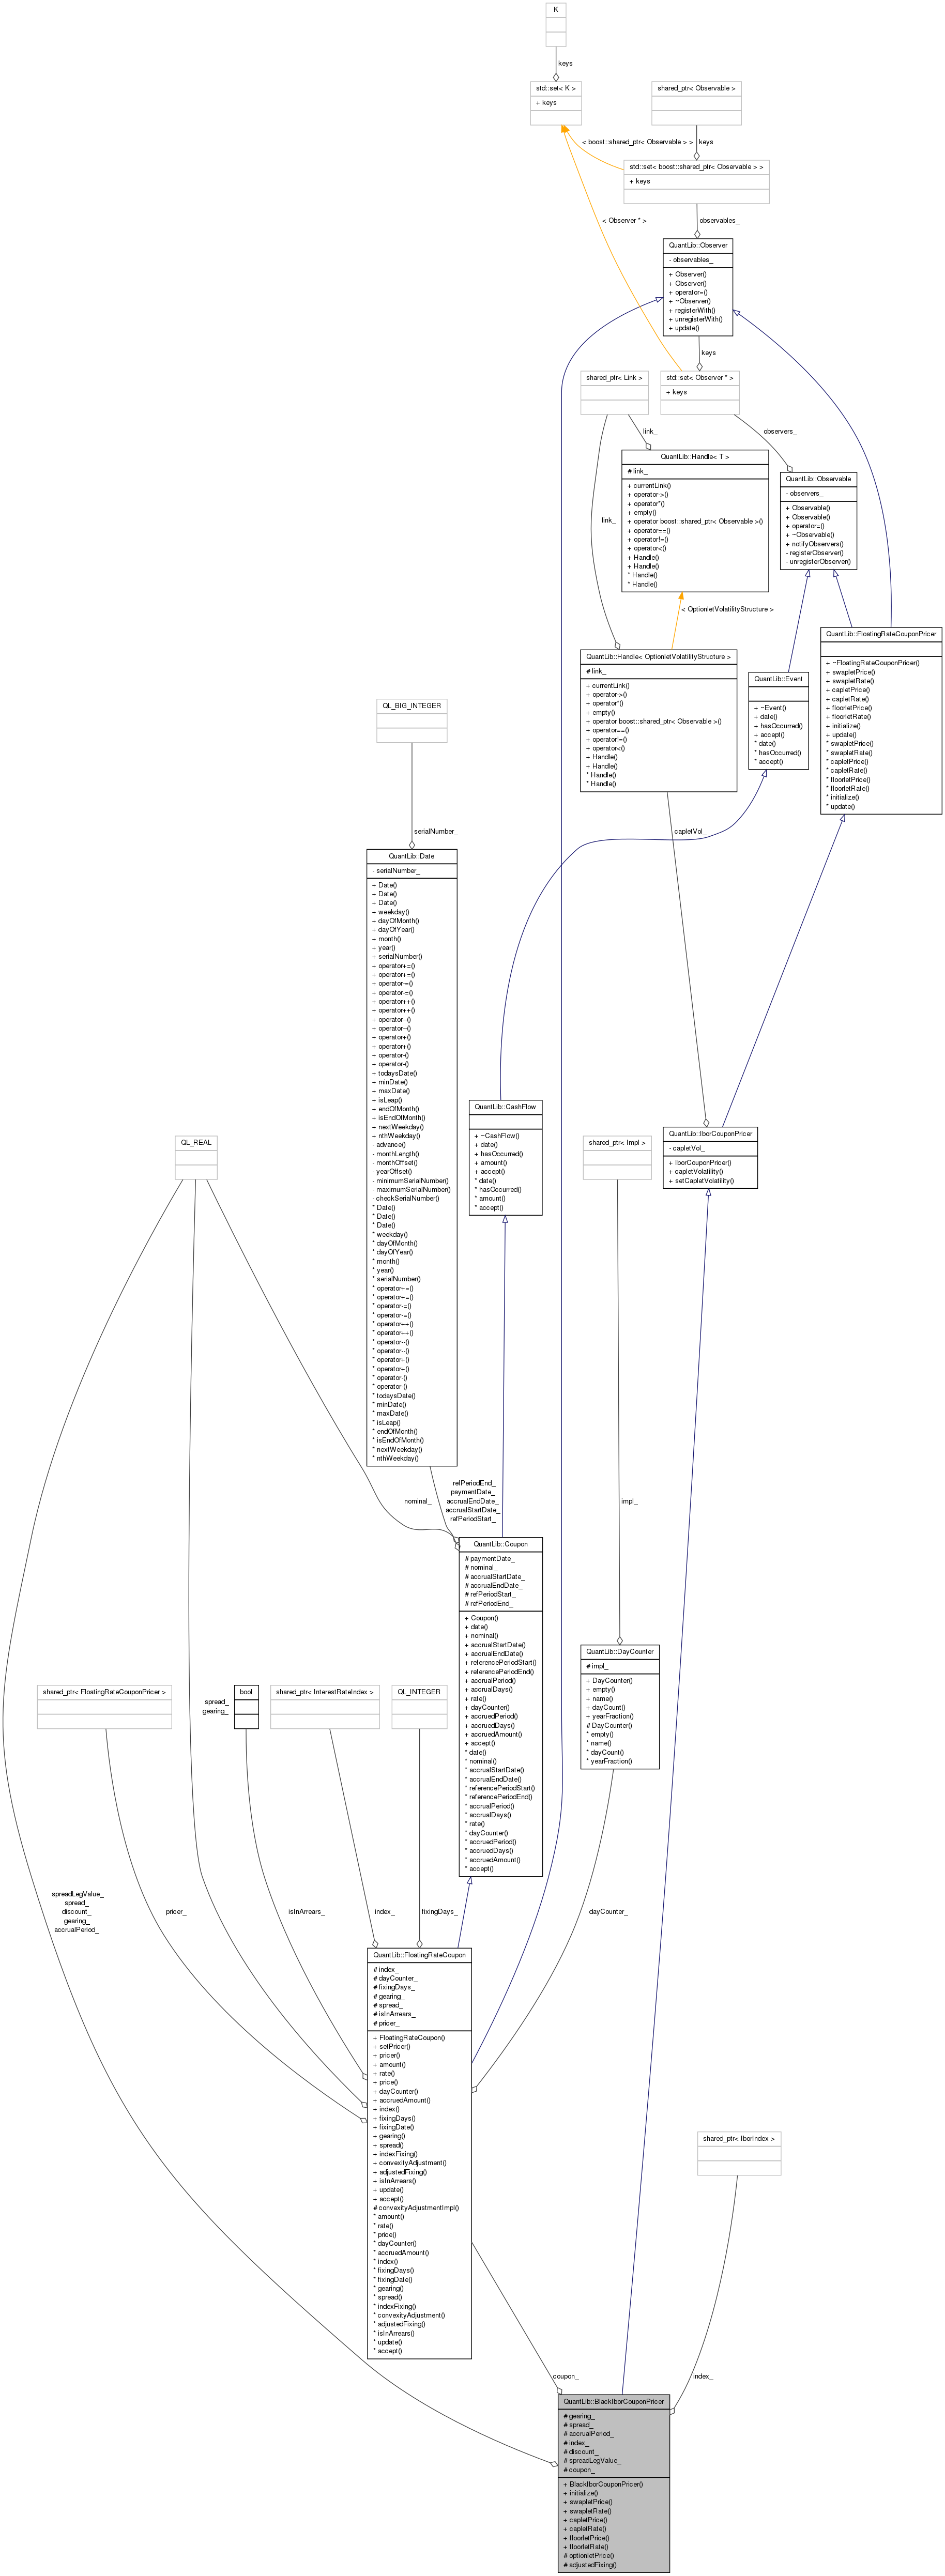 K
keys
std::set< K >
+ keys
shared_ptr< Observable >
< boost::shared_ptr< Observable > >
keys
std::set< boost::shared_ptr< Observable > >
+ keys
< Observer * >
observables_
QuantLib::Observer
- observables_
+ Observer()
+ Observer()
+ operator=()
+ ~Observer()
+ registerWith()
+ unregisterWith()
+ update()
keys
shared_ptr< Link >
std::set< Observer * >
+ keys
link_
observers_
QuantLib::Handle< T >
# link_
+ currentLink()
+ operator->()
+ operator*()
+ empty()
+ operator boost::shared_ptr< Observable >()
+ operator==()
+ operator!=()
+ operator<()
+ Handle()
+ Handle()
* Handle()
* Handle()
QuantLib::Observable
- observers_
+ Observable()
+ Observable()
+ operator=()
+ ~Observable()
+ notifyObservers()
- registerObserver()
- unregisterObserver()
link_
< OptionletVolatilityStructure >
QuantLib::FloatingRateCouponPricer
+ ~FloatingRateCouponPricer()
+ swapletPrice()
+ swapletRate()
+ capletPrice()
+ capletRate()
+ floorletPrice()
+ floorletRate()
+ initialize()
+ update()
* swapletPrice()
* swapletRate()
* capletPrice()
* capletRate()
* floorletPrice()
* floorletRate()
* initialize()
* update()
QuantLib::Handle< OptionletVolatilityStructure >
# link_
+ currentLink()
+ operator->()
+ operator*()
+ empty()
+ operator boost::shared_ptr< Observable >()
+ operator==()
+ operator!=()
+ operator<()
+ Handle()
+ Handle()
* Handle()
* Handle()
QuantLib::Event
+ ~Event()
+ date()
+ hasOccurred()
+ accept()
* date()
* hasOccurred()
* accept()
QL_BIG_INTEGER
serialNumber_
capletVol_
QuantLib::Date
- serialNumber_
+ Date()
+ Date()
+ Date()
+ weekday()
+ dayOfMonth()
+ dayOfYear()
+ month()
+ year()
+ serialNumber()
+ operator+=()
+ operator+=()
+ operator-=()
+ operator-=()
+ operator++()
+ operator++()
+ operator--()
+ operator--()
+ operator+()
+ operator+()
+ operator-()
+ operator-()
+ todaysDate()
+ minDate()
+ maxDate()
+ isLeap()
+ endOfMonth()
+ isEndOfMonth()
+ nextWeekday()
+ nthWeekday()
- advance()
- monthLength()
- monthOffset()
- yearOffset()
- minimumSerialNumber()
- maximumSerialNumber()
- checkSerialNumber()
* Date()
* Date()
* Date()
* weekday()
* dayOfMonth()
* dayOfYear()
* month()
* year()
* serialNumber()
* operator+=()
* operator+=()
* operator-=()
* operator-=()
* operator++()
* operator++()
* operator--()
* operator--()
* operator+()
* operator+()
* operator-()
* operator-()
* todaysDate()
* minDate()
* maxDate()
* isLeap()
* endOfMonth()
* isEndOfMonth()
* nextWeekday()
* nthWeekday()
QuantLib::CashFlow
+ ~CashFlow()
+ date()
+ hasOccurred()
+ amount()
+ accept()
* date()
* hasOccurred()
* amount()
* accept()
QL_REAL
shared_ptr< Impl >
QuantLib::IborCouponPricer
- capletVol_
+ IborCouponPricer()
+ capletVolatility()
+ setCapletVolatility()
nominal_
refPeriodEnd_
paymentDate_
accrualEndDate_
accrualStartDate_
refPeriodStart_
impl_
QuantLib::Coupon
# paymentDate_
# nominal_
# accrualStartDate_
# accrualEndDate_
# refPeriodStart_
# refPeriodEnd_
+ Coupon()
+ date()
+ nominal()
+ accrualStartDate()
+ accrualEndDate()
+ referencePeriodStart()
+ referencePeriodEnd()
+ accrualPeriod()
+ accrualDays()
+ rate()
+ dayCounter()
+ accruedPeriod()
+ accruedDays()
+ accruedAmount()
+ accept()
* date()
* nominal()
* accrualStartDate()
* accrualEndDate()
* referencePeriodStart()
* referencePeriodEnd()
* accrualPeriod()
* accrualDays()
* rate()
* dayCounter()
* accruedPeriod()
* accruedDays()
* accruedAmount()
* accept()
QuantLib::DayCounter
# impl_
+ DayCounter()
+ empty()
+ name()
+ dayCount()
+ yearFraction()
# DayCounter()
* empty()
* name()
* dayCount()
* yearFraction()
shared_ptr< FloatingRateCouponPricer >
spread_
gearing_
bool
shared_ptr< InterestRateIndex >
QL_INTEGER
spreadLegValue_
spread_
discount_
gearing_
accrualPeriod_
pricer_
isInArrears_
index_
fixingDays_
dayCounter_
QuantLib::FloatingRateCoupon
# index_
# dayCounter_
# fixingDays_
# gearing_
# spread_
# isInArrears_
# pricer_
+ FloatingRateCoupon()
+ setPricer()
+ pricer()
+ amount()
+ rate()
+ price()
+ dayCounter()
+ accruedAmount()
+ index()
+ fixingDays()
+ fixingDate()
+ gearing()
+ spread()
+ indexFixing()
+ convexityAdjustment()
+ adjustedFixing()
+ isInArrears()
+ update()
+ accept()
# convexityAdjustmentImpl()
* amount()
* rate()
* price()
* dayCounter()
* accruedAmount()
* index()
* fixingDays()
* fixingDate()
* gearing()
* spread()
* indexFixing()
* convexityAdjustment()
* adjustedFixing()
* isInArrears()
* update()
* accept()
shared_ptr< IborIndex >
coupon_
index_
QuantLib::BlackIborCouponPricer
# gearing_
# spread_
# accrualPeriod_
# index_
# discount_
# spreadLegValue_
# coupon_
+ BlackIborCouponPricer()
+ initialize()
+ swapletPrice()
+ swapletRate()
+ capletPrice()
+ capletRate()
+ floorletPrice()
+ floorletRate()
# optionletPrice()
# adjustedFixing()